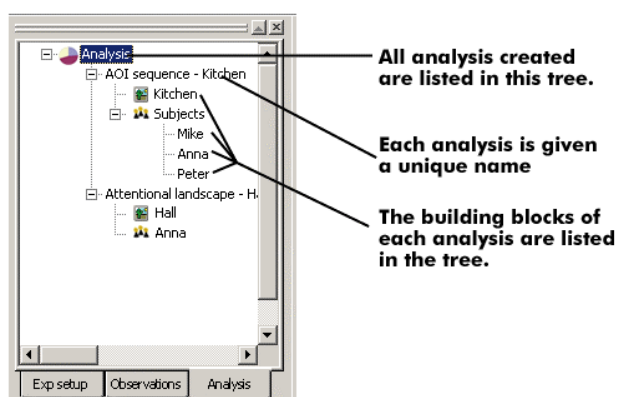 Analysis
AOI sequence - Kitchen
Kitchen
Subjects
Mike
Anna
Peter
Attentional landscape - H
Hall
Anna
Exp setup
Observations
Analysis
All analysis created
are listed in this tree.
Each analysis is given
a unique name
The building blocks of
each analysis are listed
in the tree.